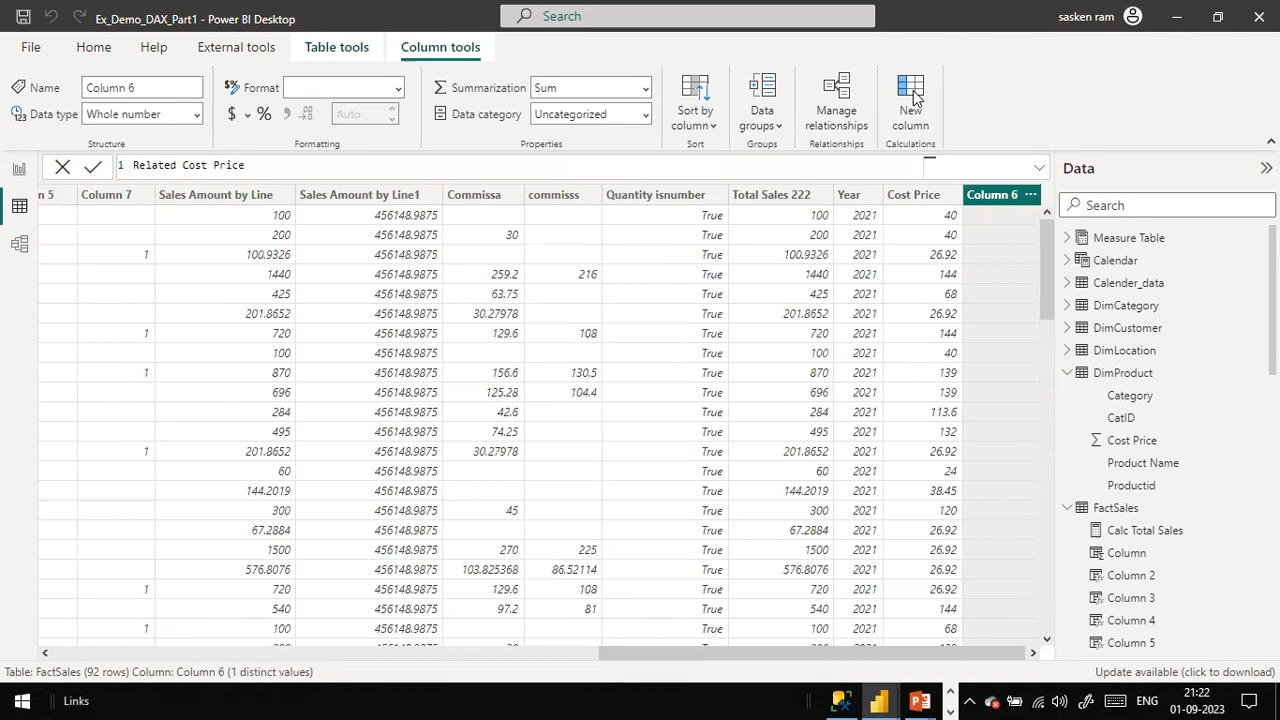 Ex_Demo_DAX_Part1 - Power BI Desktop
Search
sasken ram
File
Home
Help
External tools
Table tools
Column tools
Name
Column 6
Format
Summarization
Sum
Data type
Whole number
$ %
Auto
Data category
Uncategorized
Sort by
column
Data
groups
Manage
relationships
New
column
Structure
Formatting
Properties
Sort
Groups
Relationships
Calculations
1 Related Cost Price
n 5 Column 7 Sales Amount by Line Sales Amount by Line1 Commissa commisss Quantity isnumber Total Sales 222 Year Cost Price Column 6
100 456148.9875 True 100 2021 40
200 456148.9875 30 True 200 2021 40
1 100.9326 456148.9875 True 100.9326 2021 26.92
1440 456148.9875 259.2 216 True 1440 2021 144
425 456148.9875 63.75 True 425 2021 68
201.8652 456148.9875 30.27978 True 201.8652 2021 26.92
1 720 456148.9875 129.6 108 True 720 2021 144
100 456148.9875 True 100 2021 40
1 870 456148.9875 156.6 130.5 True 870 2021 139
696 456148.9875 125.28 104.4 True 696 2021 139
284 456148.9875 42.6 True 284 2021 113.6
495 456148.9875 74.25 True 495 2021 132
1 201.8652 456148.9875 30.27978 True 201.8652 2021 26.92
60 456148.9875 True 60 2021 24
144.2019 456148.9875 True 144.2019 2021 38.45
300 456148.9875 45 True 300 2021 120
67.2884 456148.9875 True 67.2884 2021 26.92
1500 456148.9875 270 225 True 1500 2021 26.92
576.8076 456148.9875 103.825368 86.52114 True 576.8076 2021 26.92
1 720 456148.9875 129.6 108 True 720 2021 26.92
540 456148.9875 97.2 81 True 540 2021 144
1 100 456148.9875 True 100 2021 68
Data
Search
Measure Table
Calendar
Calender_data
DimCategory
DimCustomer
DimLocation
DimProduct
Category
CatID
Cost Price
Product Name
Productid
FactSales
Calc Total Sales
Column
Column 2
Column 3
Column 4
Column 5
Table: FactSales (92 rows) Column: Column 6 (1 distinct values)
Update available (click to download)
Links
ENG
21:22
01-09-2023